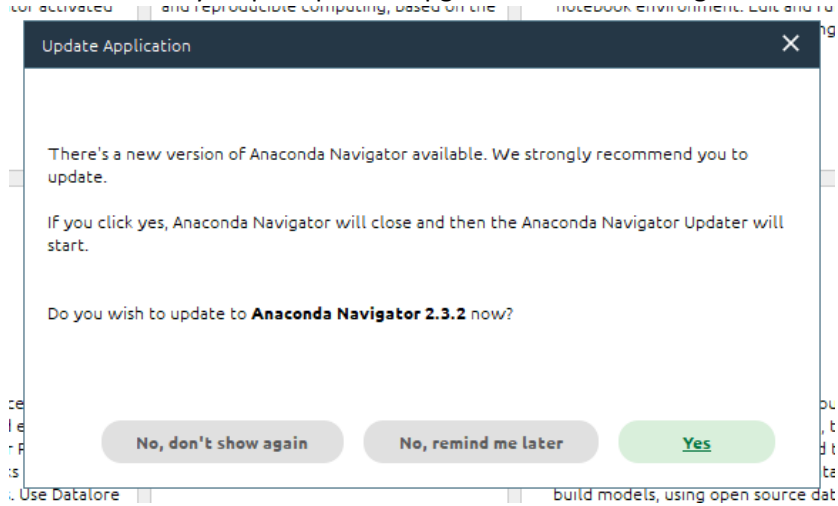 and reproducible computing, based on the
notebook environment. Edit and ru
Update Application
There's a new version of Anaconda Navigator available. We strongly recommend you to
update.
If you click yes, Anaconda Navigator will close and then the Anaconda Navigator Updater will
start.
Do you wish to update to Anaconda Navigator 2.3.2 now?
No, don't show again
No, remind me later
Yes
. Use Datalore
build models, using open source dat